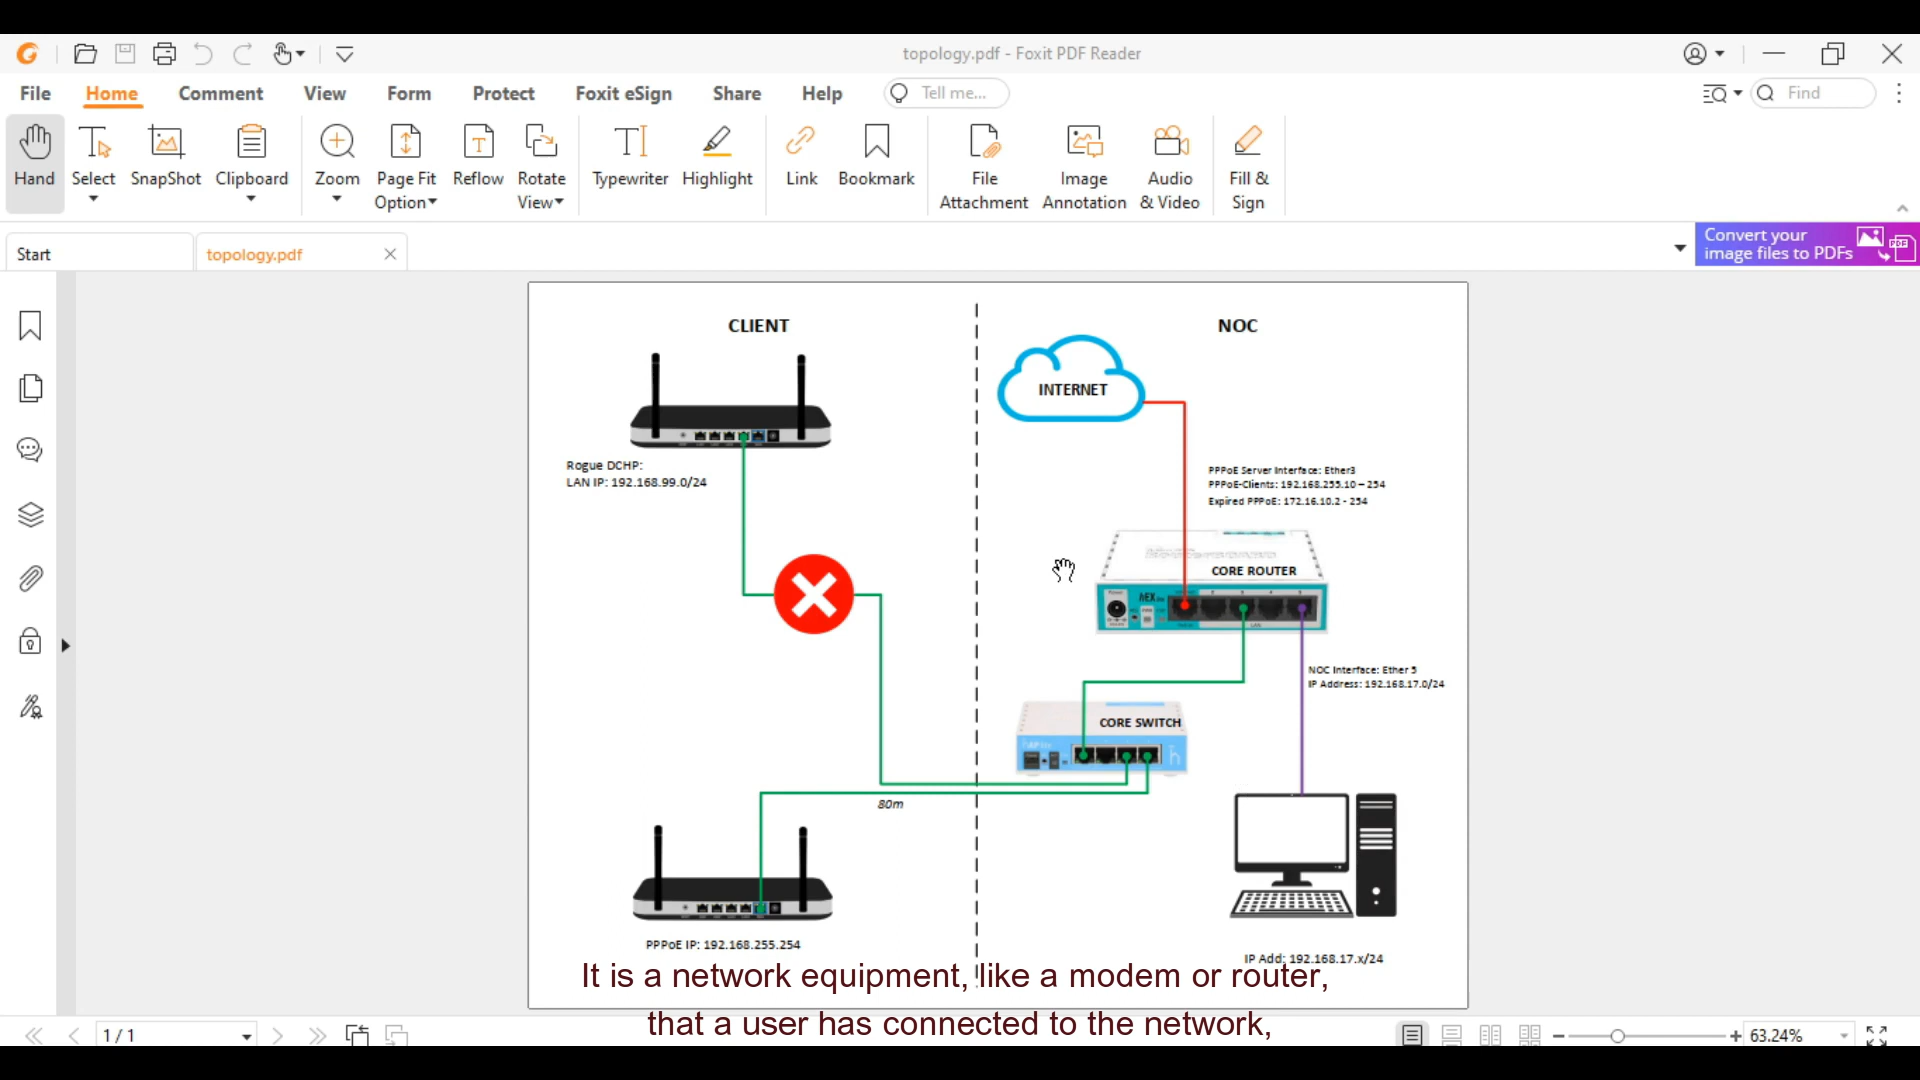 topology.pdf - Foxit PDF Reader
File Home Comment View Form Protect Foxit eSign Share Help Tell me... Find
Hand Select SnapShot Clipboard Zoom Page Fit Option Reflow Rotate View Typewriter Highlight Link Bookmark File Attachment Image Annotation Audio & Video Fill & Sign
Start topology.pdf
Convert your
image files to PDFs
CLIENT
NOC
INTERNET
Rogue DCHP:
LAN IP: 192.168.99.0/24
PPPoE Server Interface: Ether3
PPPoE-Clients: 192.168.255.10 – 254
Expired PPPoE: 172.16.10.2 - 254
CORE ROUTER
hEX
NOC Interface: Ether 5
IP Address: 192.168.17.0/24
CORE SWITCH
80m
PPPoE IP: 192.168.255.254
IP Add: 192.168.17.x/24
It is a network equipment, like a modem or router,
that a user has connected to the network,
1 / 1
63.24%